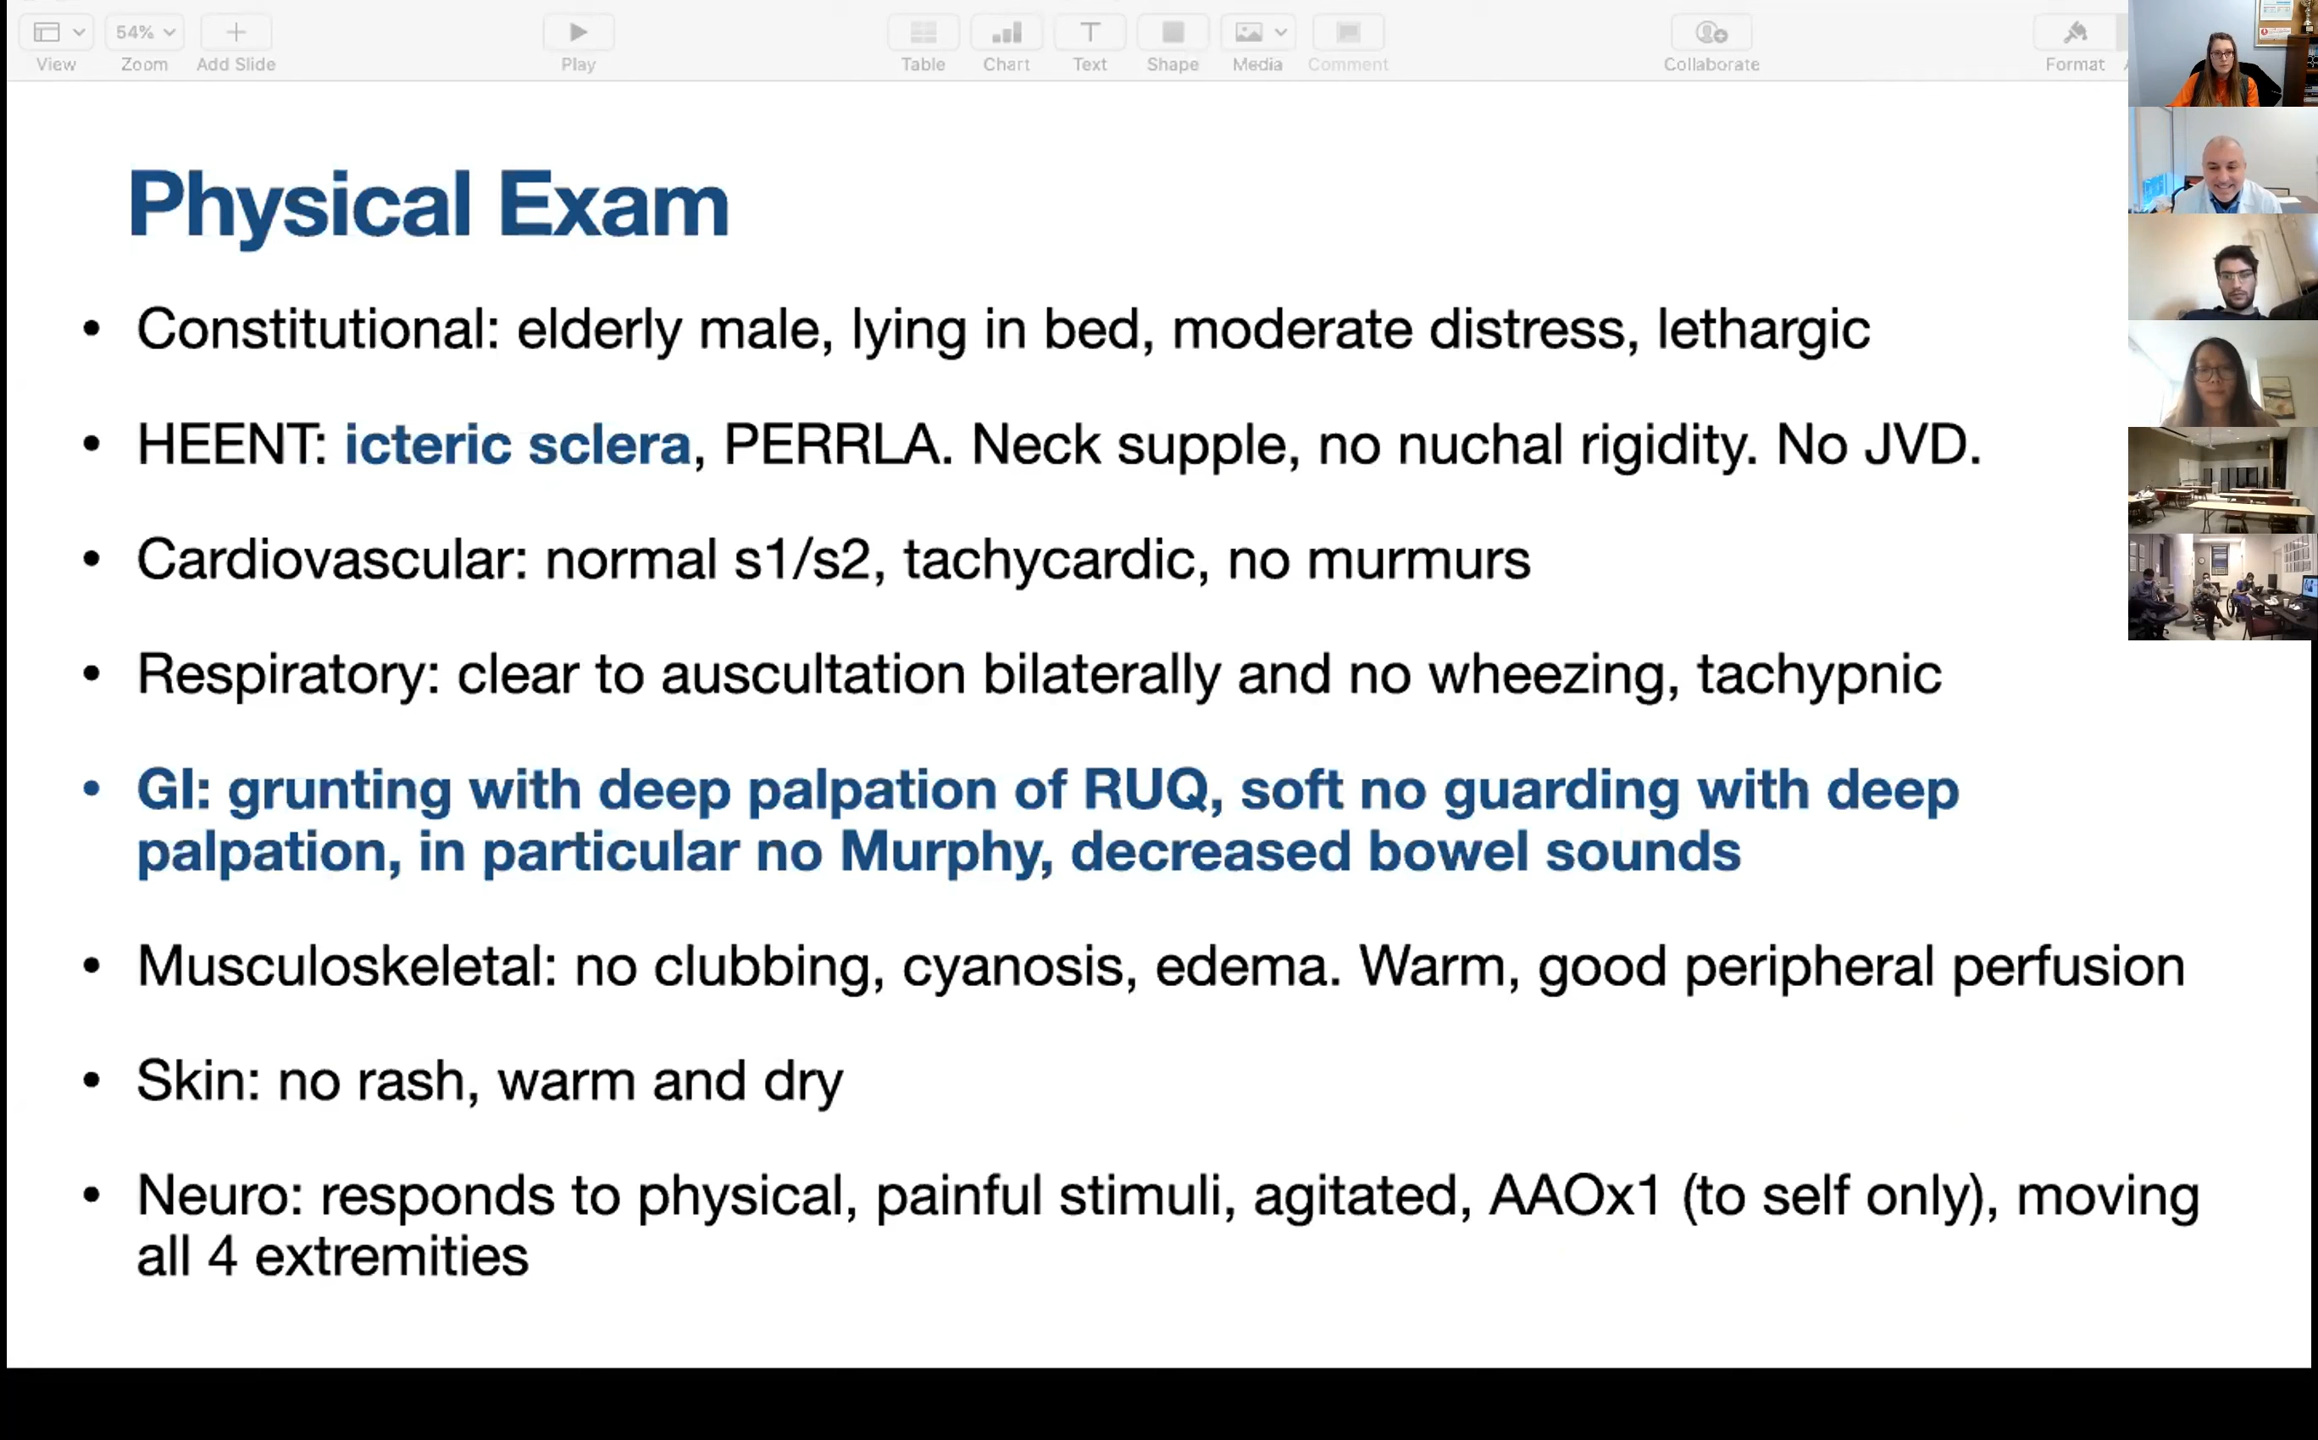 54%
View
Zoom
Add Slide
Play
Table
Chart
Text
Shape
Media
Comment
Collaborate
Format
Physical Exam
• Constitutional: elderly male, lying in bed, moderate distress, lethargic
• HEENT: icteric sclera, PERRLA. Neck supple, no nuchal rigidity. No JVD.
• Cardiovascular: normal s1/s2, tachycardic, no murmurs
• Respiratory: clear to auscultation bilaterally and no wheezing, tachypnic
• GI: grunting with deep palpation of RUQ, soft no guarding with deep
palpation, in particular no Murphy, decreased bowel sounds
• Musculoskeletal: no clubbing, cyanosis, edema. Warm, good peripheral perfusion
• Skin: no rash, warm and dry
• Neuro: responds to physical, painful stimuli, agitated, AAOx1 (to self only), moving
all 4 extremities